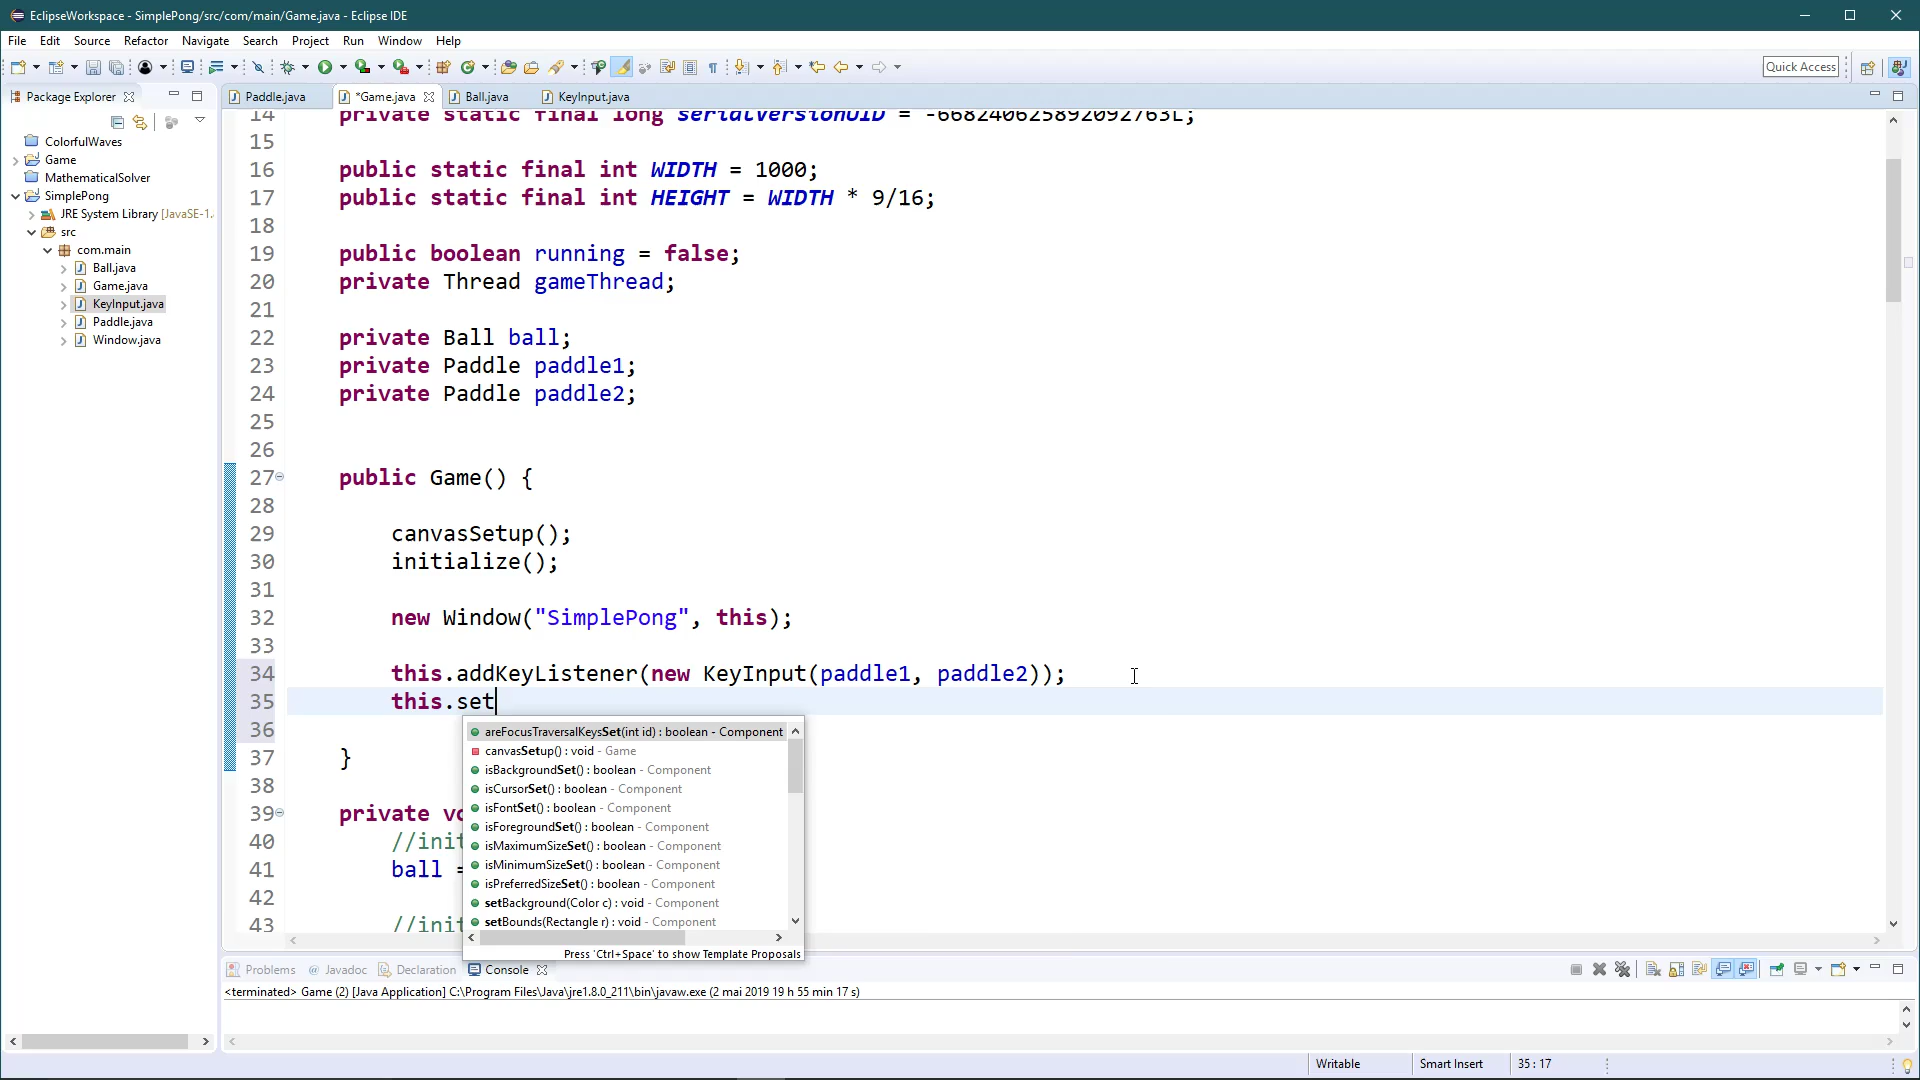 EclipseWorkspace - SimplePong/src/com/main/Game.java - Eclipse IDE
File Edit Source Refactor Navigate Search Project Run Window Help
Quick Access
Package Explorer
Paddle.java *Game.java Ball.java KeyInput.java
ColorfulWaves
Game
MathematicalSolver
SimplePong
JRE System Library [JavaSE-1.
src
com.main
Ball.java
Game.java
KeyInput.java
Paddle.java
Window.java
14 private static final long serialVersionUID = -668240625892092763L;
15
16 public static final int WIDTH = 1000;
17 public static final int HEIGHT = WIDTH * 9/16;
18
19 public boolean running = false;
20 private Thread gameThread;
21
22 private Ball ball;
23 private Paddle paddle1;
24 private Paddle paddle2;
25
26
27 public Game() {
28
29 canvasSetup();
30 initialize();
31
32 new Window("SimplePong", this);
33
34 this.addKeyListener(new KeyInput(paddle1, paddle2));
35 this.set
36
37 }
38
39 private vo
40 //init
41 ball =
42
43 //init
areFocusTraversalKeysSet(int id) : boolean - Component
canvasSetup() : void - Game
isBackgroundSet() : boolean - Component
isCursorSet() : boolean - Component
isFontSet() : boolean - Component
isForegroundSet() : boolean - Component
isMaximumSizeSet() : boolean - Component
isMinimumSizeSet() : boolean - Component
isPreferredSizeSet() : boolean - Component
setBackground(Color c) : void - Component
setBounds(Rectangle r) : void - Component
Press 'Ctrl+Space' to show Template Proposals
Problems Javadoc Declaration Console
<terminated> Game (2) [Java Application] C:\Program Files\Java\jre1.8.0_211\bin\javaw.exe (2 mai 2019 19 h 55 min 17 s)
Writable Smart Insert 35 : 17